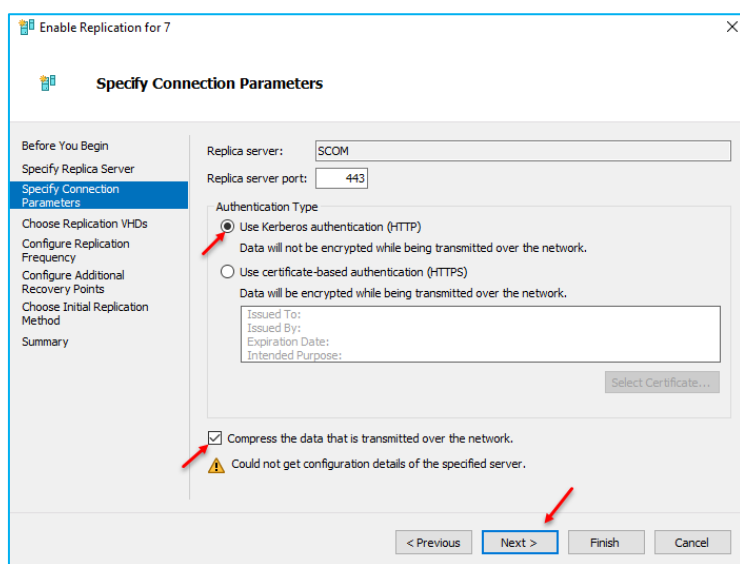 Enable Replication for 7
Specify Connection Parameters
Before You Begin
Specify Replica Server
Specify Connection
Parameters
Choose Replication VHDs
Configure Replication
Frequency
Configure Additional
Recovery Points
Choose Initial Replication
Method
Summary
Replica server: SCOM
Replica server port: 443
Authentication Type
Use Kerberos authentication (HTTP)
Data will not be encrypted while being transmitted over the network.
Use certificate-based authentication (HTTPS)
Data will be encrypted while being transmitted over the network.
Issued To:
Issued By:
Expiration Date:
Intended Purpose:
Select Certificate...
Compress the data that is transmitted over the network.
Could not get configuration details of the specified server.
< Previous Next > Finish Cancel